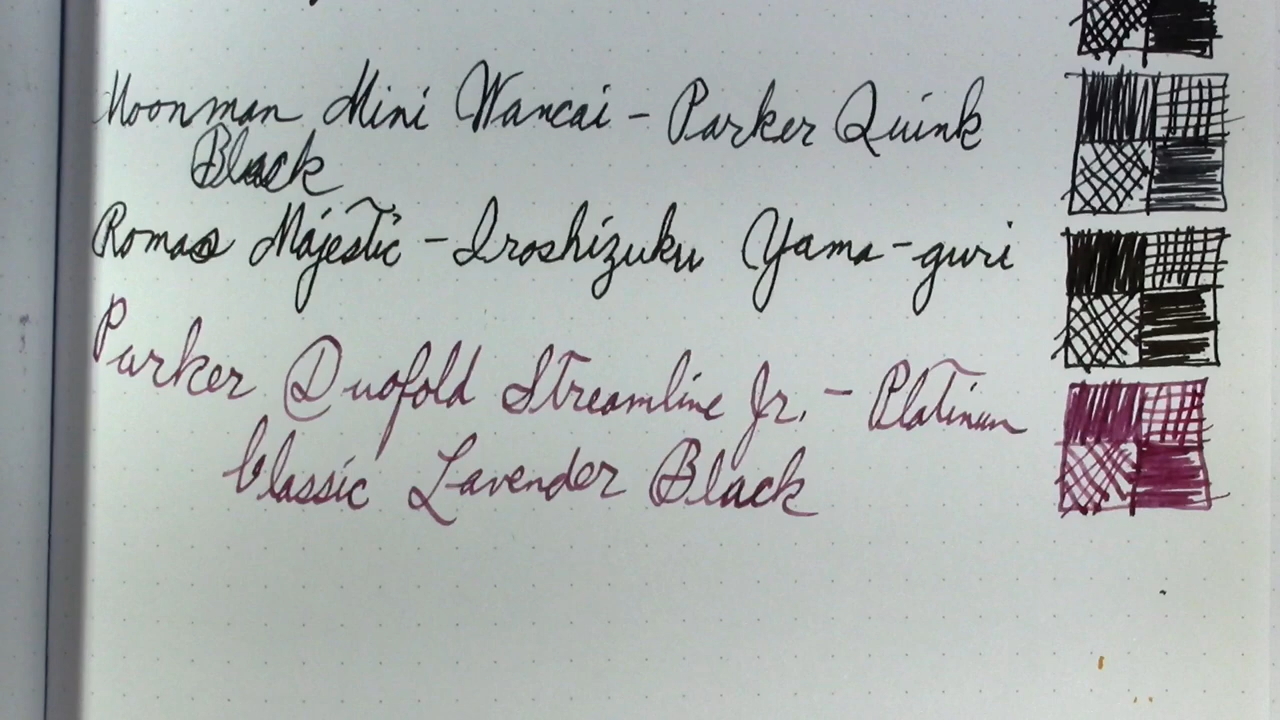 Moonman Mini Wancai - Parker Quink
Black
Romas Majestic - Iroshizuku Yama-guri
Parker Duofold Streamline Jr. - Platinum
Classic Lavender Black